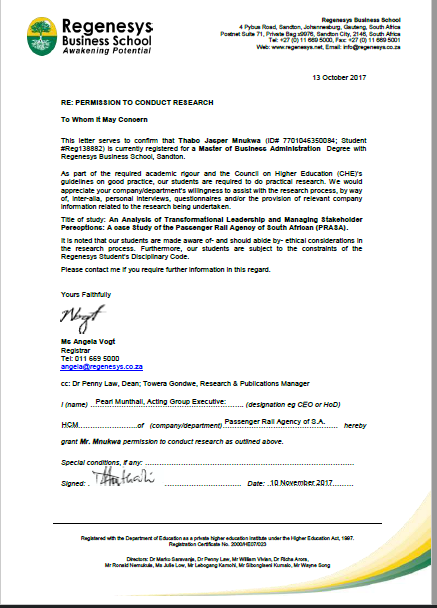 Regenesys
Business School
Awakening Potential
Regenesys Business School
4 Pybus Road, Sandton, Johannesburg, Gauteng, South Africa
Postnet Suite 71, Private Bag x9976, Sandton City, 2146, South Africa
Tel: +27 (0) 11 669 5000, Fax: +27 (0) 11 669 5001
Web: www.regenesys.net, Email: info@regenesys.co.za
13 October 2017
RE: PERMISSION TO CONDUCT RESEARCH
To Whom It May Concern
This letter serves to confirm that Thabo Jasper Mnukwa (ID# 7701046350084; Student
#Reg138882) is currently registered for a Master of Business Administration Degree with
Regenesys Business School, Sandton.
As part of the required academic rigour and the Council on Higher Education (CHE)'s
guidelines on good practice, our students are required to do practical research. We would
appreciate your company/department's willingness to assist with the research process, by way
of, inter-alia, personal interviews, questionnaires and/or the provision of relevant company
information related to the research being undertaken.
Title of study: An Analysis of Transformational Leadership and Managing Stakeholder
Perceptions: A case Study of the Passenger Rail Agency of South African (PRASA).
It is noted that our students are made aware of- and should abide by- ethical considerations in
the research process. Furthermore, our students are subject to the constraints of the
Regenesys Student's Disciplinary Code.
Please contact me if you require further information in this regard.
Yours Faithfully
Vogt
Ms Angela Vogt
Registrar
Tel: 011 669 5000
angela@regenesys.co.za
cc: Dr Penny Law, Dean; Towera Gondwe, Research & Publications Manager
I (name) ..Pearl Munthali, Acting Group Executive:........ (designation eg CEO or HoD)
HCM........................of (company/department).Passenger Rail Agency of S.A. hereby
grant Mr. Mnukwa permission to conduct research as outlined above.
Special conditions, if any: ........................................................................
Signed: . ............................ Date: ..10 November 2017.........
Registered with the Department of Education as a private higher education institute under the Higher Education Act, 1997.
Registration Certificate No. 2000/HE07/023
Directors: Dr Marko Saravanja, Dr Penny Law, Mr William Vivian, Dr Richa Arora,
Mr Ronald Nemukula, Ms Julie Low, Mr Lebogang Kamohi, Mr Sibongiseni Kumalo, Mr Wayne Song